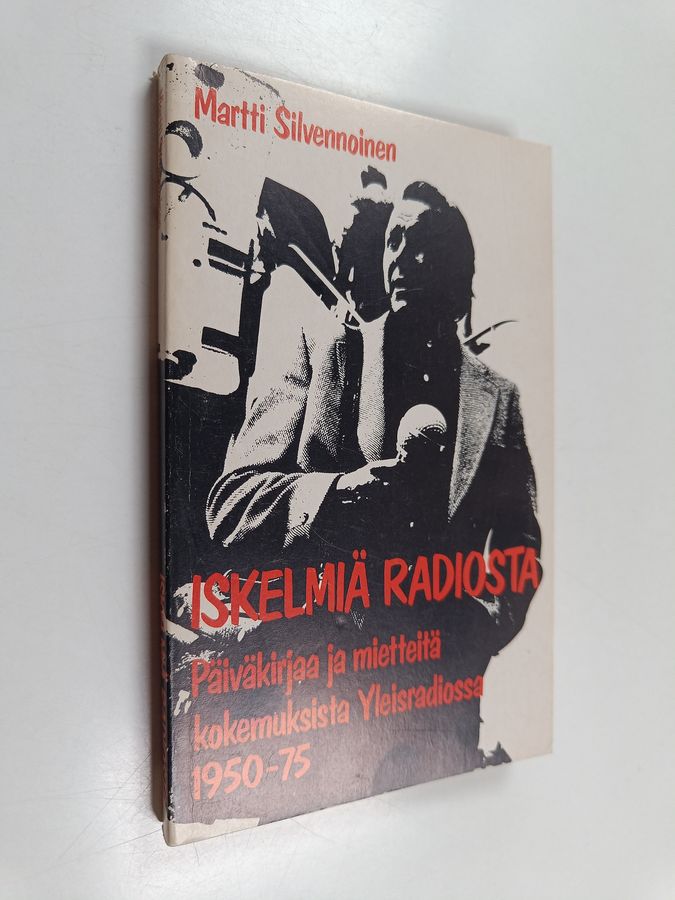 Martti Silvennoinen
ISKELMIÄ RADIOSTA
Päiväkirjaa ja mietteitä
kokemuksista Yleisradiossa
1950-75